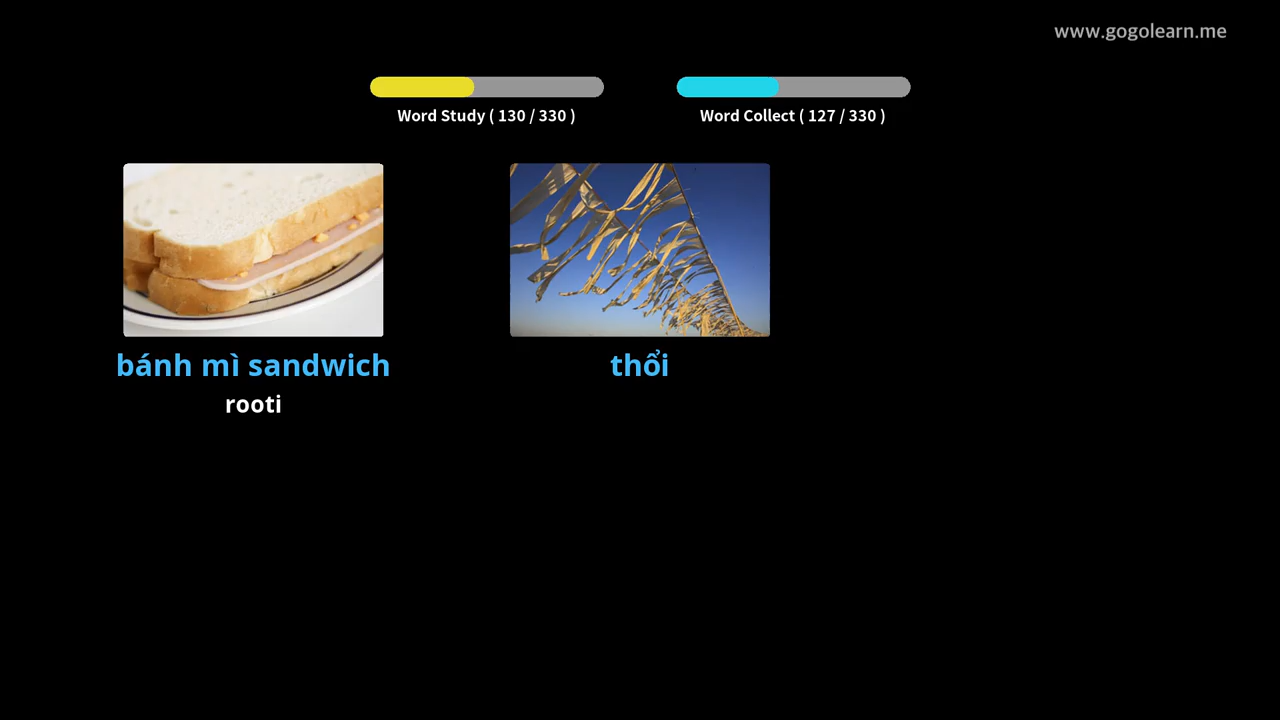 www.gogolearn.me
Word Study ( 130 / 330 )
Word Collect ( 127 / 330 )
bánh mì sandwich
thổi
rooti